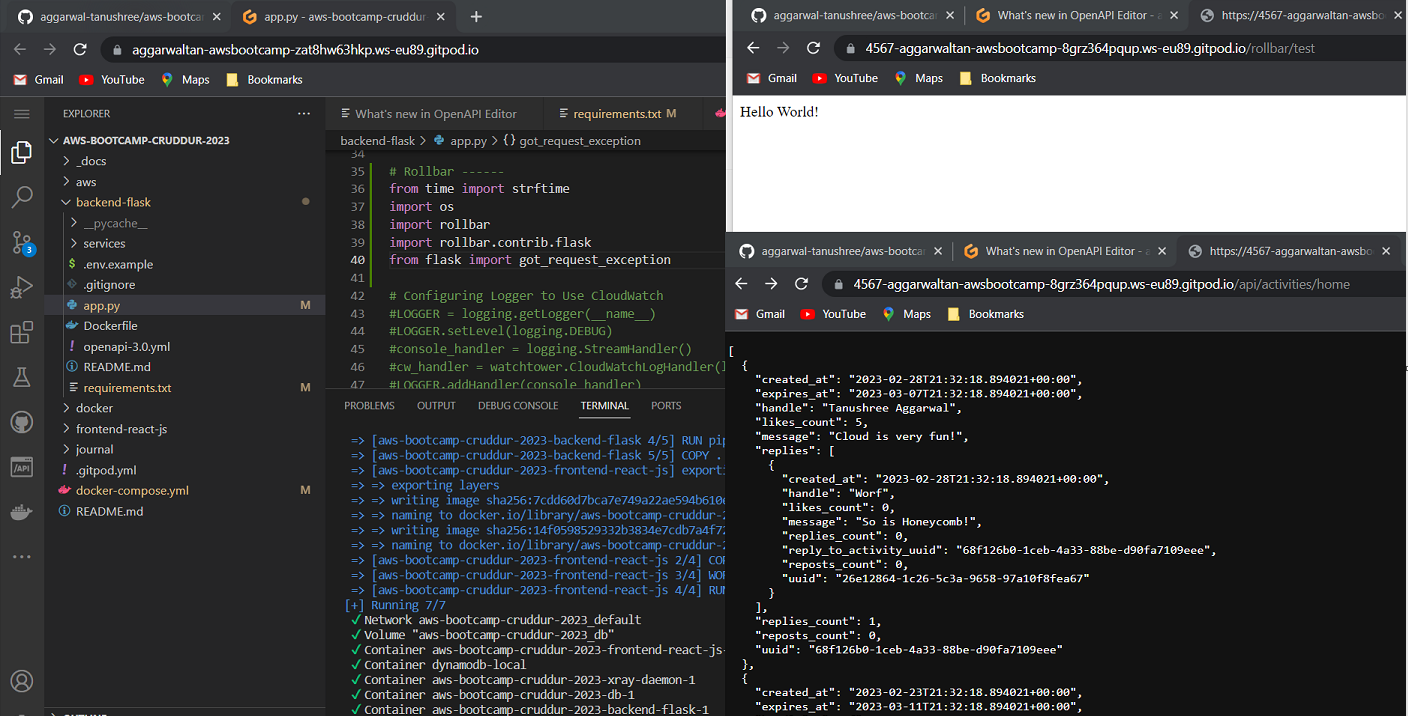 aggarwal-tanushree/aws-bootca
app.py - aws-bootcamp-cruddur
aggarwaltan-awsbootcamp-zat8hw63hkp.ws-eu89.gitpod.io
Gmail YouTube Maps Bookmarks
EXPLORER
AWS-BOOTCAMP-CRUDDUR-2023
_docs
aws
backend-flask
__pycache__
services
.env.example
.gitignore
app.py M
Dockerfile
openapi-3.0.yml
README.md
requirements.txt M
docker
frontend-react-js
journal
.gitpod.yml
docker-compose.yml M
README.md
3
What's new in OpenAPI Editor
requirements.txt M
backend-flask > app.py > {} got_request_exception
34
35 # Rollbar ------
36 from time import strftime
37 import os
38 import rollbar
39 import rollbar.contrib.flask
40 from flask import got_request_exception
41
42 # Configuring Logger to Use CloudWatch
43 #LOGGER = logging.getLogger(__name__)
44 #LOGGER.setLevel(logging.DEBUG)
45 #console_handler = logging.StreamHandler()
46 #cw_handler = watchtower.CloudWatchLogHandler(l
47 #LOGGER.addHandler(console_handler)
PROBLEMS OUTPUT DEBUG CONSOLE TERMINAL PORTS
=> [aws-bootcamp-cruddur-2023-backend-flask 4/5] RUN pip
=> [aws-bootcamp-cruddur-2023-backend-flask 5/5] COPY .
=> [aws-bootcamp-cruddur-2023-frontend-react-js] exporti
=> => exporting layers
=> => writing image sha256:7cdd60d7bca7e749a22ae594b610
=> => naming to docker.io/library/aws-bootcamp-cruddur-2
=> => writing image sha256:14f0598529332b3834e7cdb7a4f72
=> => naming to docker.io/library/aws-bootcamp-cruddur-2
=> [aws-bootcamp-cruddur-2023-frontend-react-js 2/4] COP
=> [aws-bootcamp-cruddur-2023-frontend-react-js 3/4] WOR
=> [aws-bootcamp-cruddur-2023-frontend-react-js 4/4] RUN
[+] Running 7/7
✓ Network aws-bootcamp-cruddur-2023_default
✓ Volume "aws-bootcamp-cruddur-2023_db"
✓ Container aws-bootcamp-cruddur-2023-frontend-react-js-
✓ Container dynamodb-local
✓ Container aws-bootcamp-cruddur-2023-xray-daemon-1
✓ Container aws-bootcamp-cruddur-2023-db-1
✓ Container aws-bootcamp-cruddur-2023-backend-flask-1
aggarwal-tanushree/aws-bootca
What's new in OpenAPI Editor - a
https://4567-aggarwaltan-awsbo
4567-aggarwaltan-awsbootcamp-8grz364pqup.ws-eu89.gitpod.io/rollbar/test
Gmail YouTube Maps Bookmarks
Hello World!
aggarwal-tanushree/aws-bootca
What's new in OpenAPI Editor - a
https://4567-aggarwaltan-awsbo
4567-aggarwaltan-awsbootcamp-8grz364pqup.ws-eu89.gitpod.io/api/activities/home
Gmail YouTube Maps Bookmarks
[
{
"created_at": "2023-02-28T21:32:18.894021+00:00",
"expires_at": "2023-03-07T21:32:18.894021+00:00",
"handle": "Tanushree Aggarwal",
"likes_count": 5,
"message": "Cloud is very fun!",
"replies": [
{
"created_at": "2023-02-28T21:32:18.894021+00:00",
"handle": "Worf",
"likes_count": 0,
"message": "So is Honeycomb!",
"replies_count": 0,
"reply_to_activity_uuid": "68f126b0-1ceb-4a33-88be-d90fa7109eee",
"reposts_count": 0,
"uuid": "26e12864-1c26-5c3a-9658-97a10f8fea67"
}
],
"replies_count": 1,
"reposts_count": 0,
"uuid": "68f126b0-1ceb-4a33-88be-d90fa7109eee"
},
{
"created_at": "2023-02-23T21:32:18.894021+00:00",
"expires_at": "2023-03-11T21:32:18.894021+00:00",